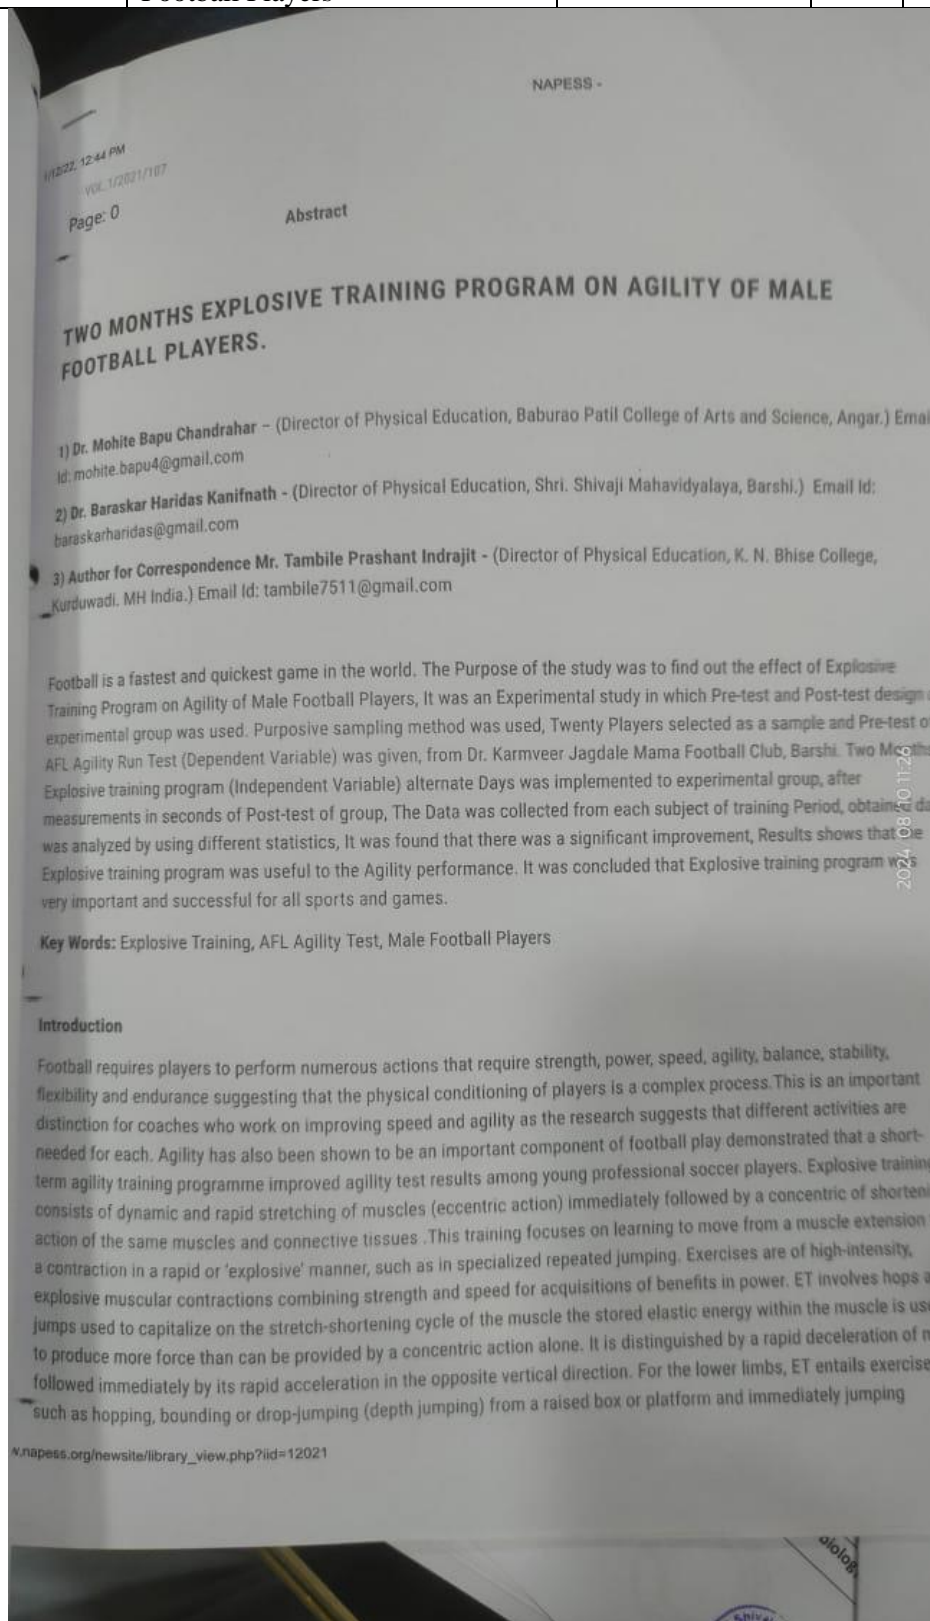 Football Players
NAPESS -
1/12/22, 12:44 PM
VOL.1/2021/187
Page: 0
Abstract
TWO MONTHS EXPLOSIVE TRAINING PROGRAM ON AGILITY OF MALE
FOOTBALL PLAYERS.
1) Dr. Mohite Bapu Chandrahar – (Director of Physical Education, Baburao Patil College of Arts and Science, Angar.) Emai
Id: mohite.bapu4@gmail.com
2) Dr. Baraskar Haridas Kanifnath - (Director of Physical Education, Shri. Shivaji Mahavidyalaya, Barshi.) Email Id:
baraskarharidas@gmail.com
3) Author for Correspondence Mr. Tambile Prashant Indrajit - (Director of Physical Education, K. N. Bhise College,
Kurduwadi. MH India.) Email Id: tambile7511@gmail.com
Football is a fastest and quickest game in the world. The Purpose of the study was to find out the effect of Explosive
Training Program on Agility of Male Football Players, It was an Experimental study in which Pre-test and Post-test design
experimental group was used. Purposive sampling method was used, Twenty Players selected as a sample and Pre-test o
AFL Agility Run Test (Dependent Variable) was given, from Dr. Karmveer Jagdale Mama Football Club, Barshi. Two Months
Explosive training program (Independent Variable) alternate Days was implemented to experimental group, after
measurements in seconds of Post-test of group, The Data was collected from each subject of training Period, obtained da
was analyzed by using different statistics, It was found that there was a significant improvement, Results shows that the
Explosive training program was useful to the Agility performance. It was concluded that Explosive training program was
very important and successful for all sports and games.
Key Words: Explosive Training, AFL Agility Test, Male Football Players
Introduction
Football requires players to perform numerous actions that require strength, power, speed, agility, balance, stability,
flexibility and endurance suggesting that the physical conditioning of players is a complex process.This is an important
distinction for coaches who work on improving speed and agility as the research suggests that different activities are
needed for each. Agility has also been shown to be an important component of football play demonstrated that a short-
term agility training programme improved agility test results among young professional soccer players. Explosive training
consists of dynamic and rapid stretching of muscles (eccentric action) immediately followed by a concentric of shorteni
action of the same muscles and connective tissues .This training focuses on learning to move from a muscle extension
a contraction in a rapid or 'explosive' manner, such as in specialized repeated jumping. Exercises are of high-intensity,
explosive muscular contractions combining strength and speed for acquisitions of benefits in power. ET involves hops a
jumps used to capitalize on the stretch-shortening cycle of the muscle the stored elastic energy within the muscle is us
to produce more force than can be provided by a concentric action alone. It is distinguished by a rapid deceleration of m
followed immediately by its rapid acceleration in the opposite vertical direction. For the lower limbs, ET entails exercise
such as hopping, bounding or drop-jumping (depth jumping) from a raised box or platform and immediately jumping
w.napess.org/newsite/library_view.php?iid=12021
2024 08/10 11:26
olog
Shiva